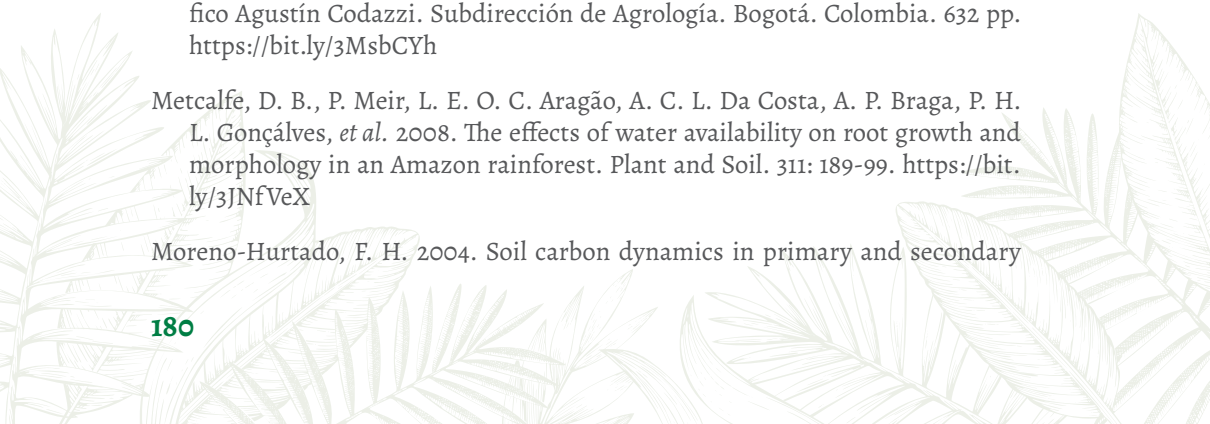 fico Agustín Codazzi. Subdirección de Agrología. Bogotá. Colombia. 632 pp.
https://bit.ly/3MsbCYh
Metcalfe, D. B., P. Meir, L. E. O. C. Aragão, A. C. L. Da Costa, A. P. Braga, P. H.
L. Gonçálves, et al. 2008. The effects of water availability on root growth and
morphology in an Amazon rainforest. Plant and Soil. 311: 189-99. https://bit.
ly/3JNfVeX
Moreno-Hurtado, F. H. 2004. Soil carbon dynamics in primary and secondary
180